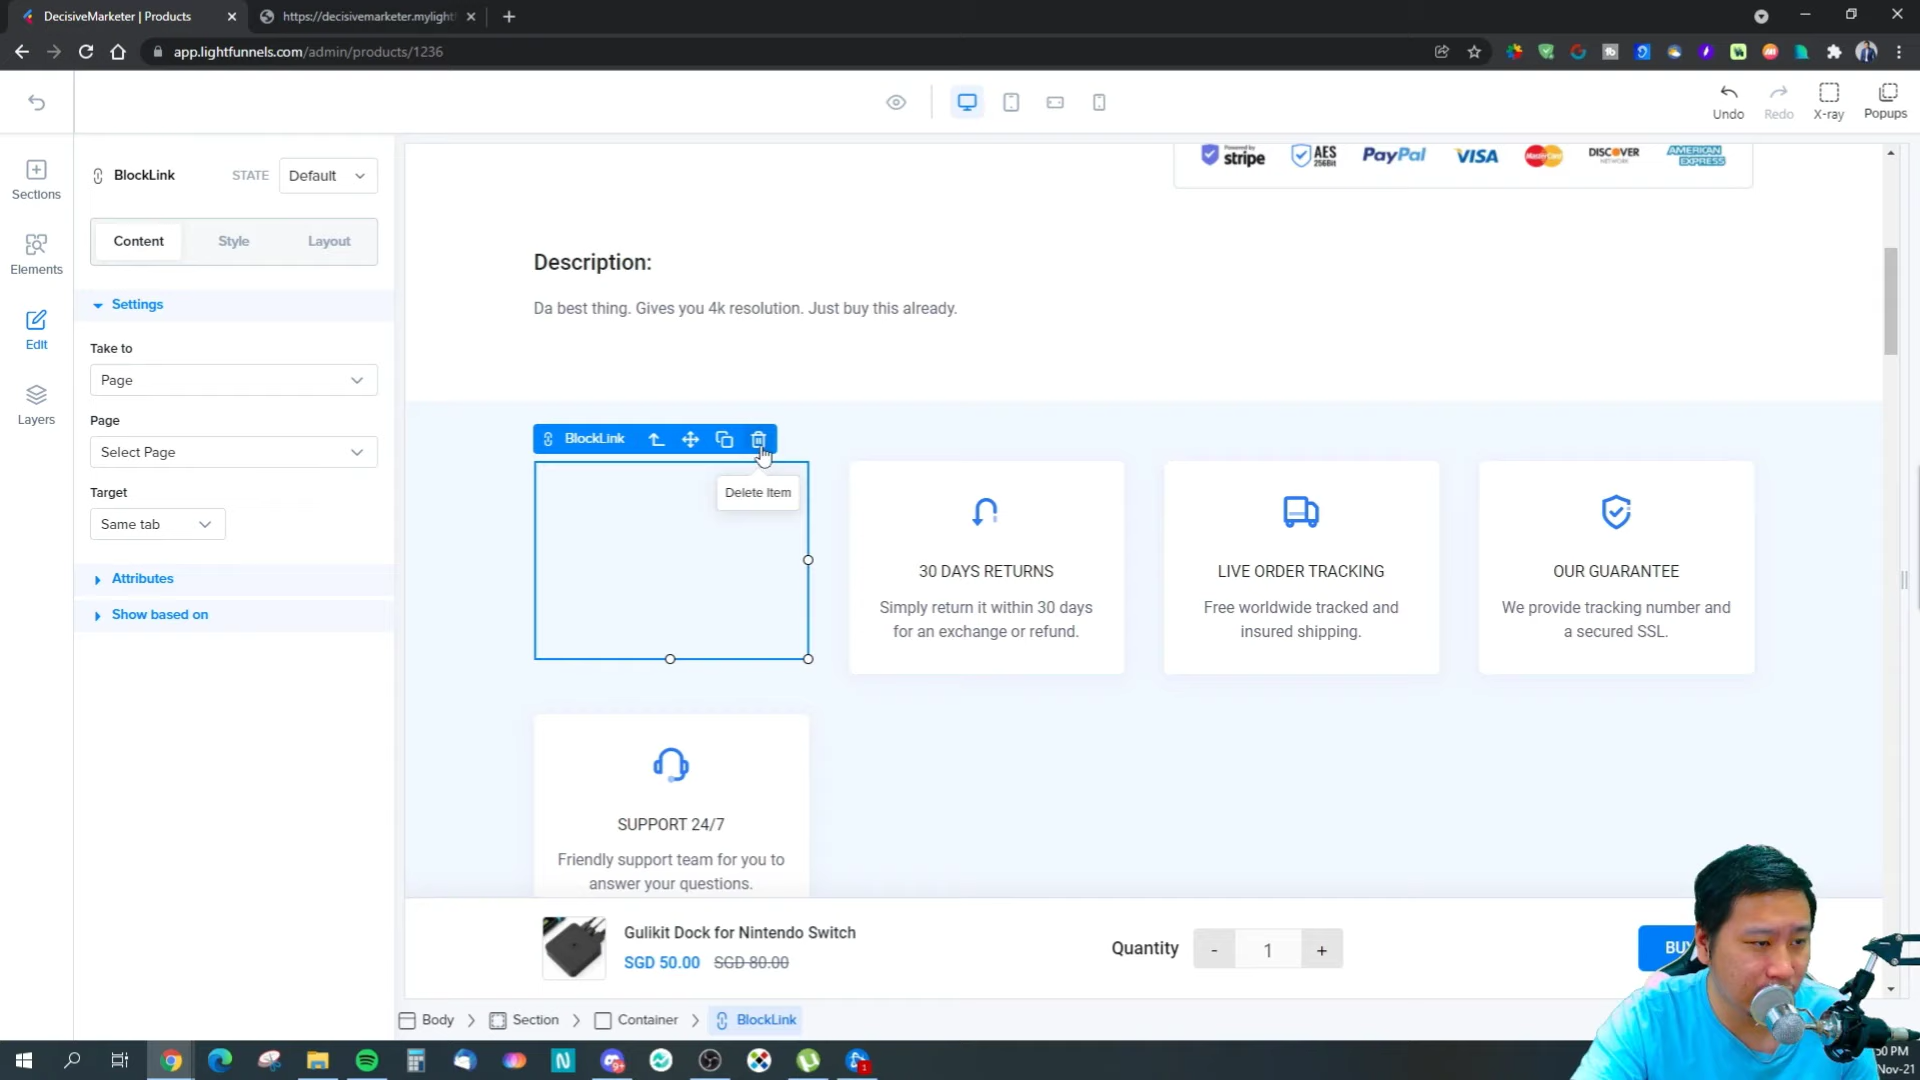 DecisiveMarketer | Products
https://decisivemarketer.mylight
app.lightfunnels.com/admin/products/1236
Undo
Redo
X-ray
Popups
BlockLink
STATE
Default
Sections
Content
Style
Layout
Elements
Settings
Edit
Take to
Page
Layers
Page
Select Page
Target
Same tab
Attributes
Show based on
Powered by
stripe
AES
256Bit
PayPal
VISA
MasterCard
DISCOVER
NETWORK
AMERICAN
EXPRESS
Description:
Da best thing. Gives you 4k resolution. Just buy this already.
BlockLink
Delete Item
30 DAYS RETURNS
Simply return it within 30 days
for an exchange or refund.
LIVE ORDER TRACKING
Free worldwide tracked and
insured shipping.
OUR GUARANTEE
We provide tracking number and
a secured SSL.
SUPPORT 24/7
Friendly support team for you to
answer your questions.
Gulikit Dock for Nintendo Switch
SGD 50.00 SGD 80.00
Quantity
- 1 +
BUY
Body
Section
Container
BlockLink
50 PM
Nov-21